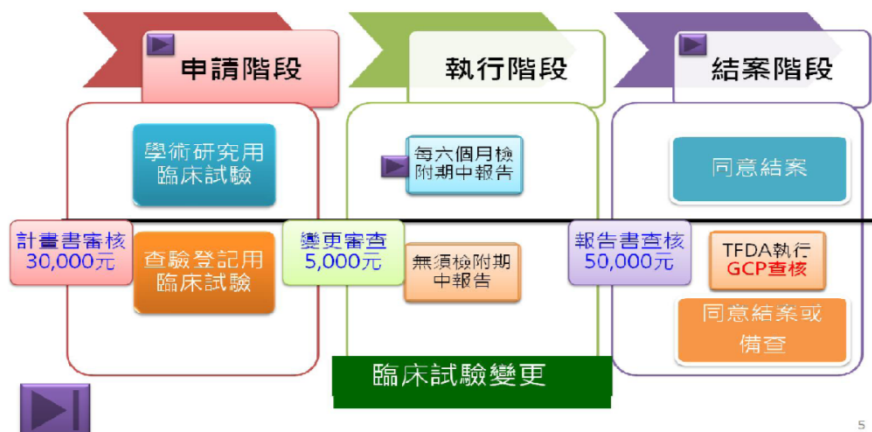 申請階段
執行階段
結案階段
學術研究用
臨床試驗
每六個月檢
附期中報告
同意結案
計畫書審核
30,000元
查驗登記用
臨床試驗
變更審查
5,000元
無須檢附期
中報告
報告書查核
50,000元
TFDA執行
GCP查核
同意結案或
備查
臨床試驗變更
5